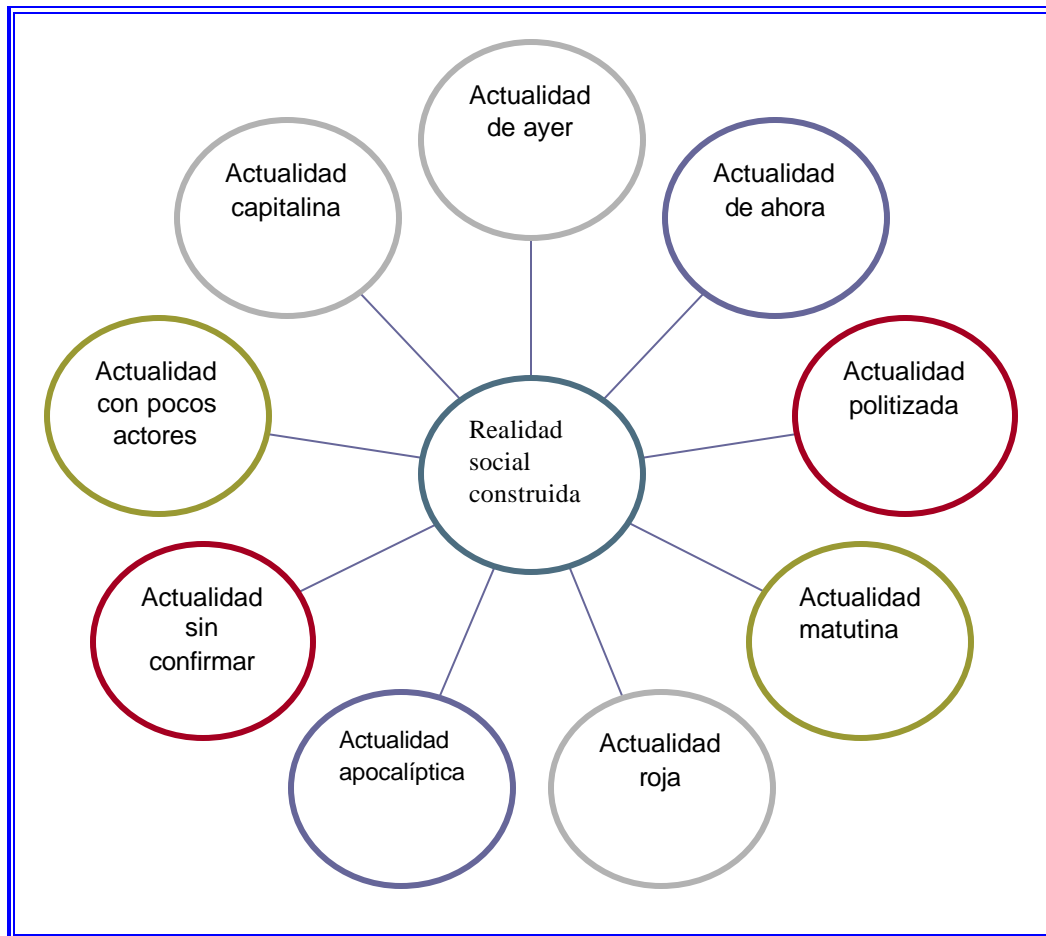 Actualidad
de ayer
Actualidad
de ahora
Actualidad
politizada
Actualidad
matutina
Actualidad
roja
Actualidad
apocalíptica
Actualidad
sin
confirmar
Actualidad
con pocos
actores
Actualidad
capitalina
Realidad
social
construida